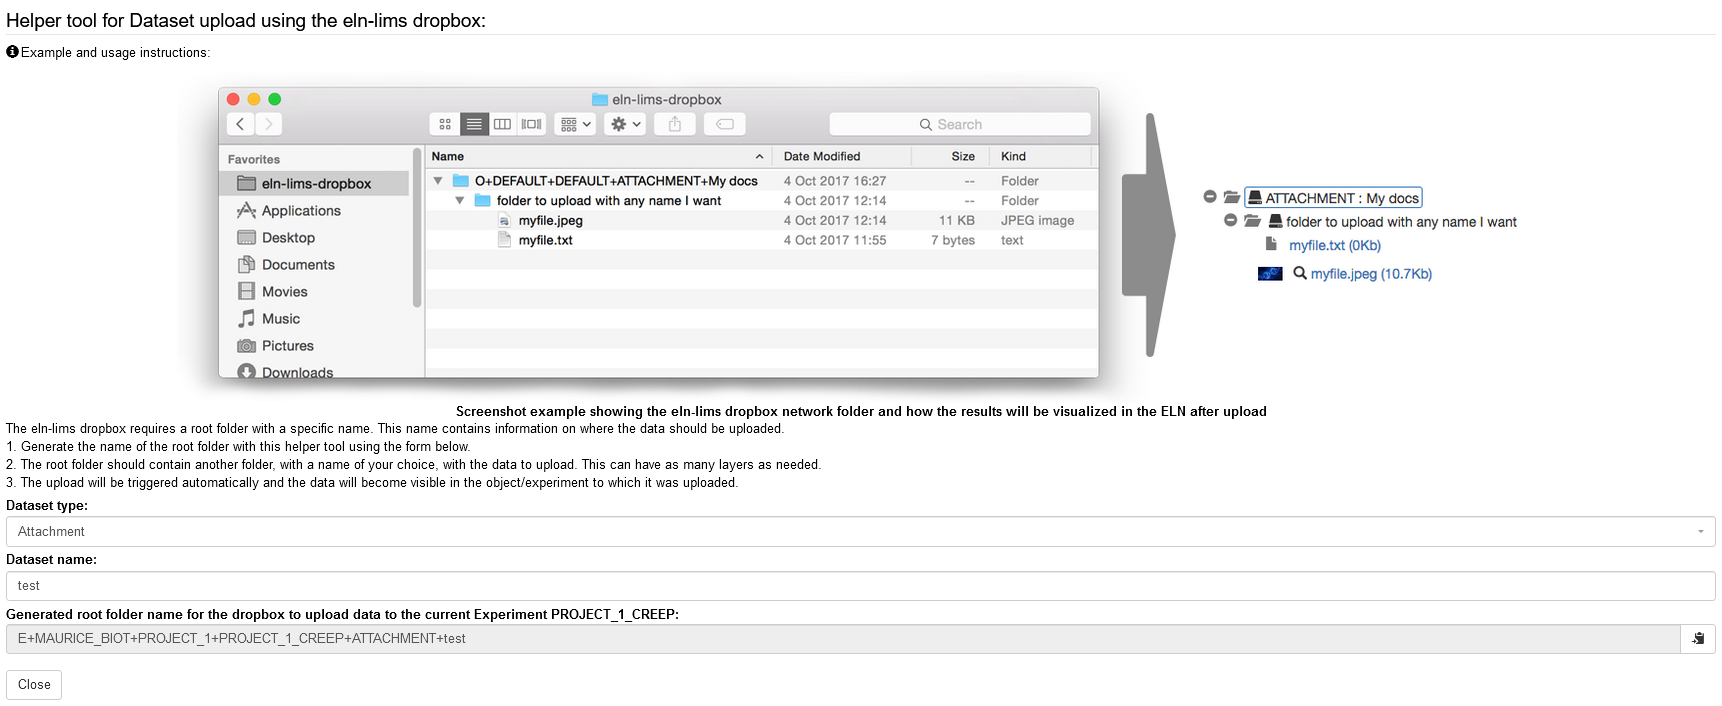 Helper tool for Dataset upload using the eln-lims dropbox:
Example and usage instructions:
eln-lims-dropbox
Search
Favorites
eln-lims-dropbox
Applications
Desktop
Documents
Movies
Music
Pictures
Downloads
Name Date Modified Size Kind
O+DEFAULT+DEFAULT+ATTACHMENT+My docs 4 Oct 2017 16:27 -- Folder
folder to upload with any name I want 4 Oct 2017 12:14 -- Folder
myfile.jpeg 4 Oct 2017 12:14 11 KB JPEG image
myfile.txt 4 Oct 2017 11:55 7 bytes text
ATTACHMENT : My docs
folder to upload with any name I want
myfile.txt (0Kb)
myfile.jpeg (10.7Kb)
Screenshot example showing the eln-lims dropbox network folder and how the results will be visualized in the ELN after upload
The eln-lims dropbox requires a root folder with a specific name. This name contains information on where the data should be uploaded.
1. Generate the name of the root folder with this helper tool using the form below.
2. The root folder should contain another folder, with a name of your choice, with the data to upload. This can have as many layers as needed.
3. The upload will be triggered automatically and the data will become visible in the object/experiment to which it was uploaded.
Dataset type:
Attachment
Dataset name:
test
Generated root folder name for the dropbox to upload data to the current Experiment PROJECT_1_CREEP:
E+MAURICE_BIOT+PROJECT_1+PROJECT_1_CREEP+ATTACHMENT+test
Close